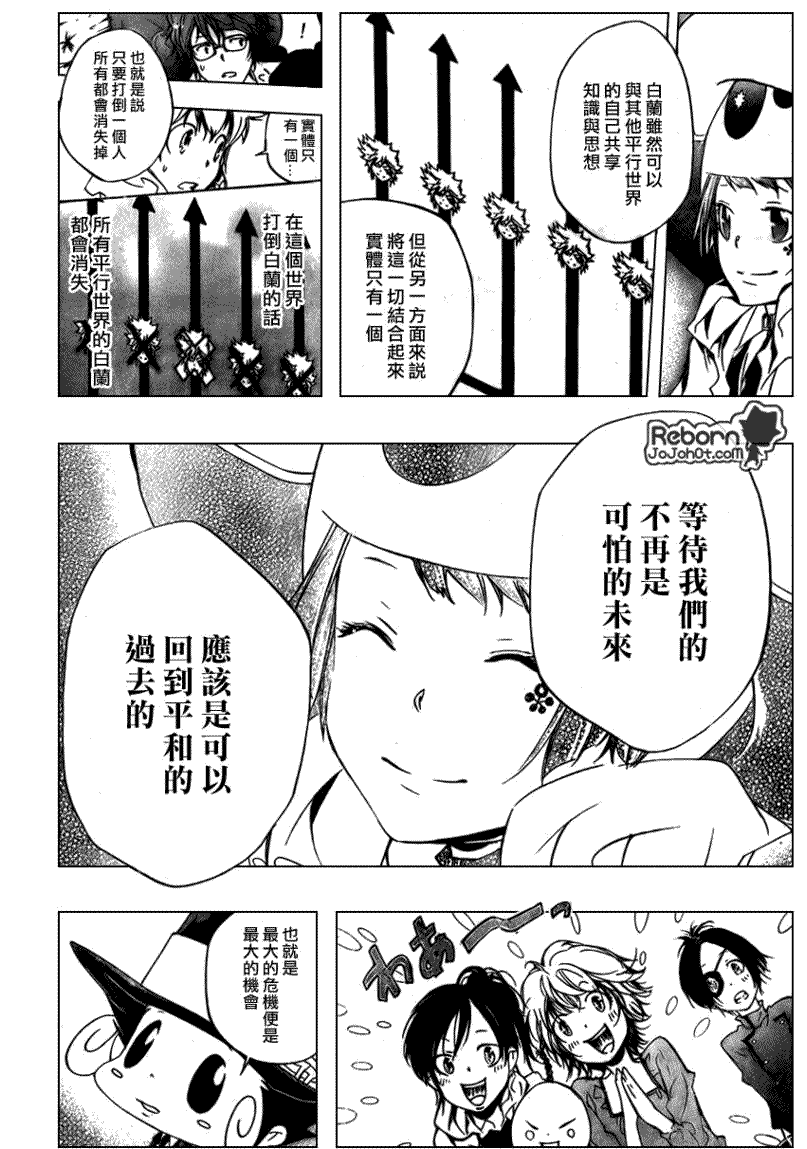 白蘭雖然可以
與其他平行世界
的自己共享
知識與思想
但從另一方面來說
將這一切結合起來
實體只有一個
！
也就是說
只要打倒一個人
所有都會消失掉
實體只
有一個…
在這個世界
打倒白蘭的話
所有平行世界的白蘭
都會消失
Reborn
JoJoHOt.coM
等待我們的
不再是
可怕的未來
應該是可以
回到平和的
過去的
わあーっ
也就是
最大的危機便是
最大的機會